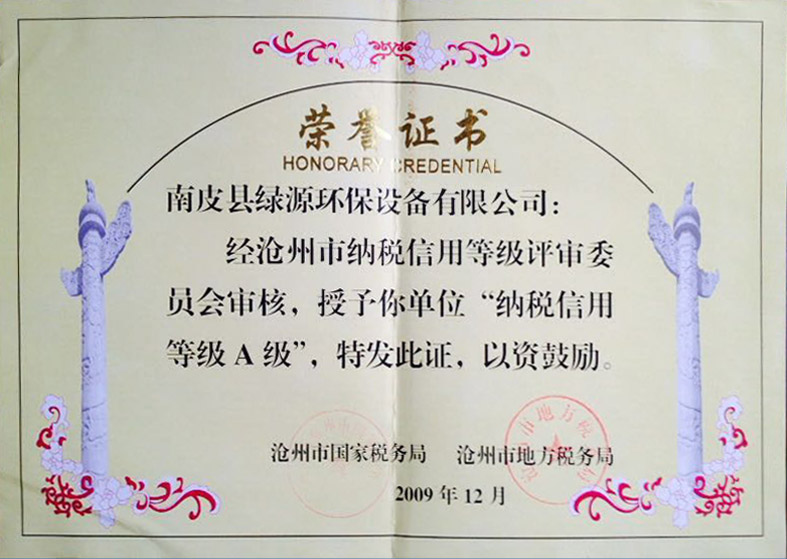 荣誉证书
HONORARY CREDENTIAL
南皮县绿源环保设备有限公司：
经沧州市纳税信用等级评审委
员会审核，授予你单位“纳税信用
等级A级”，特发此证，以资鼓励。
沧州市国家税务局 沧州市地方税务局
2009年12月